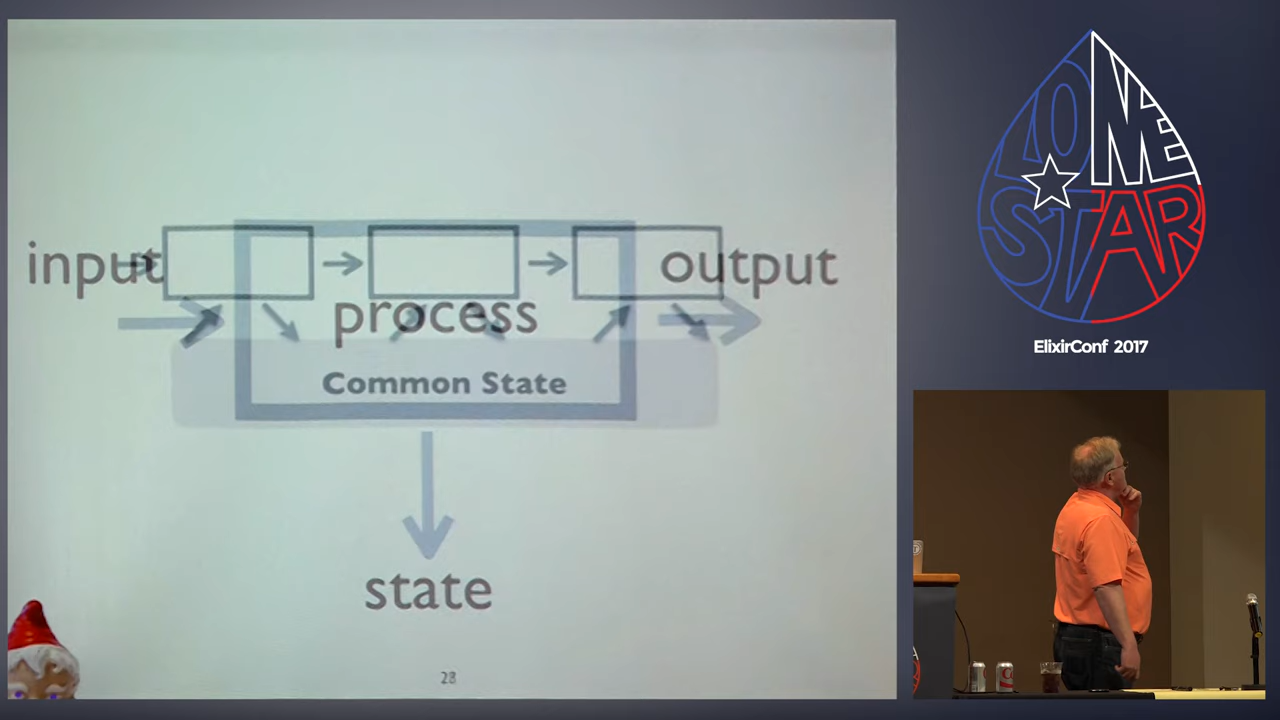 input
output
process
Common State
state
28
LONE
STAR
ElixirConf 2017